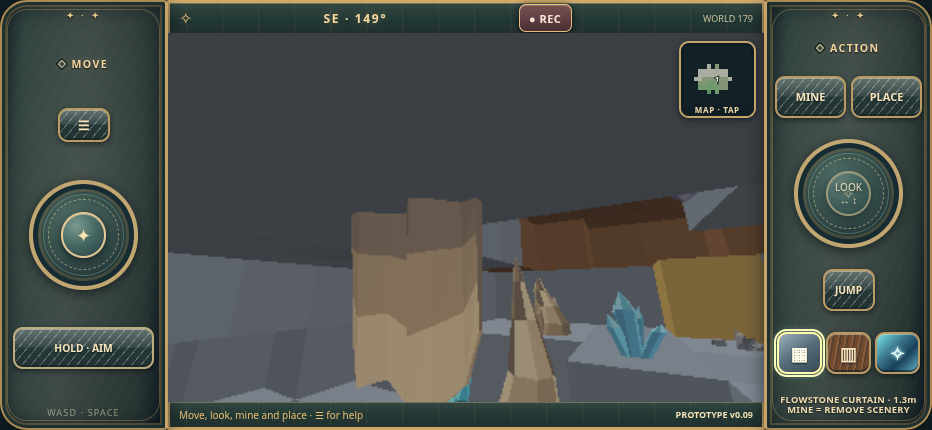 MOVE
☰
HOLD · AIM
WASD · SPACE
SE · 149°
● REC
WORLD 179
MAP · TAP
Move, look, mine and place · ☰ for help
PROTOTYPE v0.09
ACTION
MINE
PLACE
LOOK
↔ ↕
JUMP
FLOWSTONE CURTAIN · 1.3m
MINE = REMOVE SCENERY